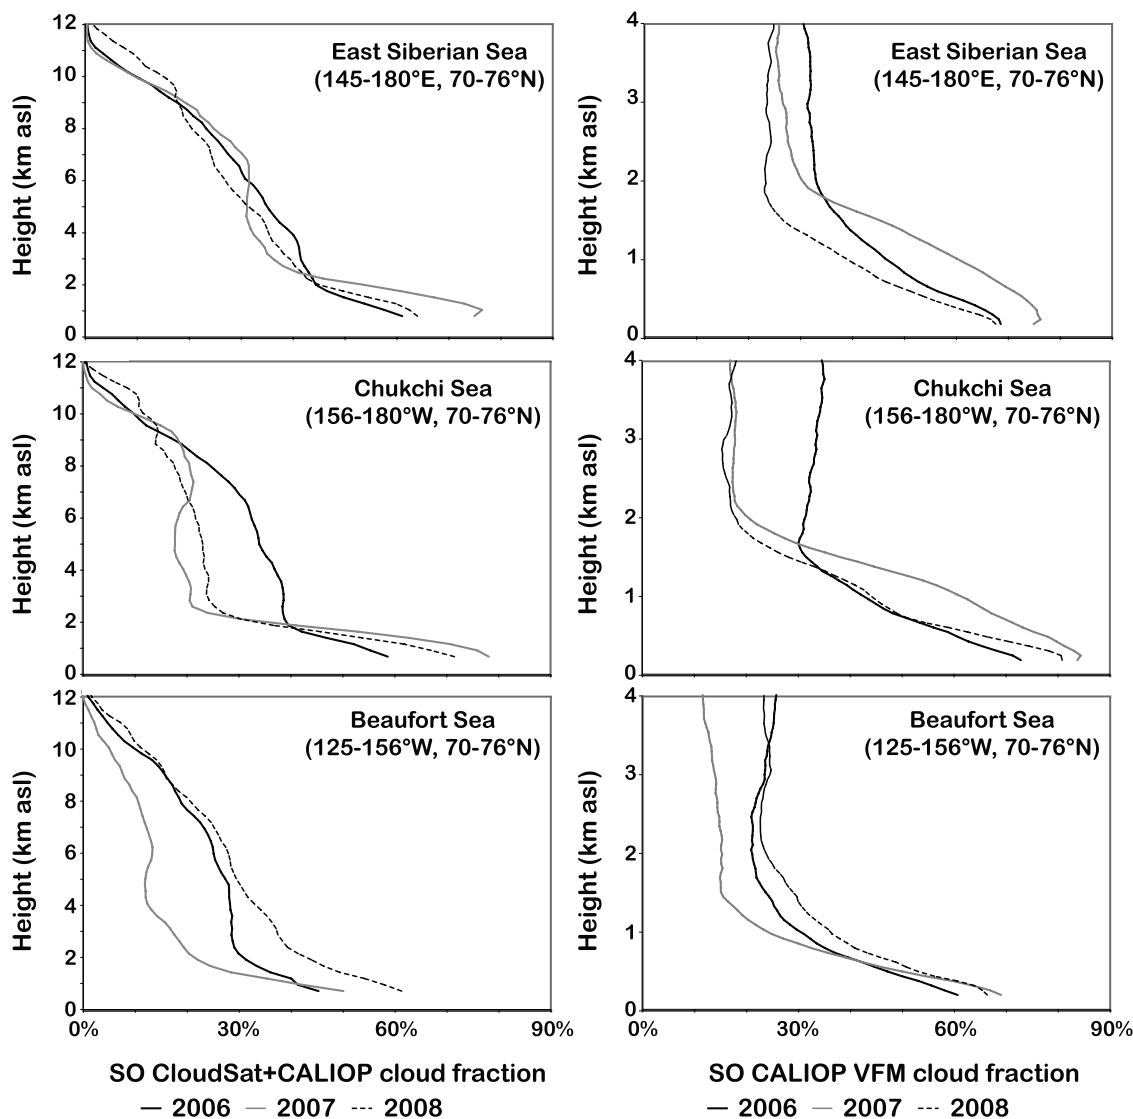 12
10
8
6
4
2
0
Height (km asl)
East Siberian Sea
(145-180°E, 70-76°N)
4
3
2
1
0
Height (km asl)
East Siberian Sea
(145-180°E, 70-76°N)
12
10
8
6
4
2
0
Height (km asl)
Chukchi Sea
(156-180°W, 70-76°N)
4
3
2
1
0
Height (km asl)
Chukchi Sea
(156-180°W, 70-76°N)
12
10
8
6
4
2
0
Height (km asl)
Beaufort Sea
(125-156°W, 70-76°N)
0% 30% 60% 90%
4
3
2
1
0
Height (km asl)
Beaufort Sea
(125-156°W, 70-76°N)
0% 30% 60% 90%
SO CloudSat+CALIOP cloud fraction
2006 2007 2008
SO CALIOP VFM cloud fraction
2006 2007 2008